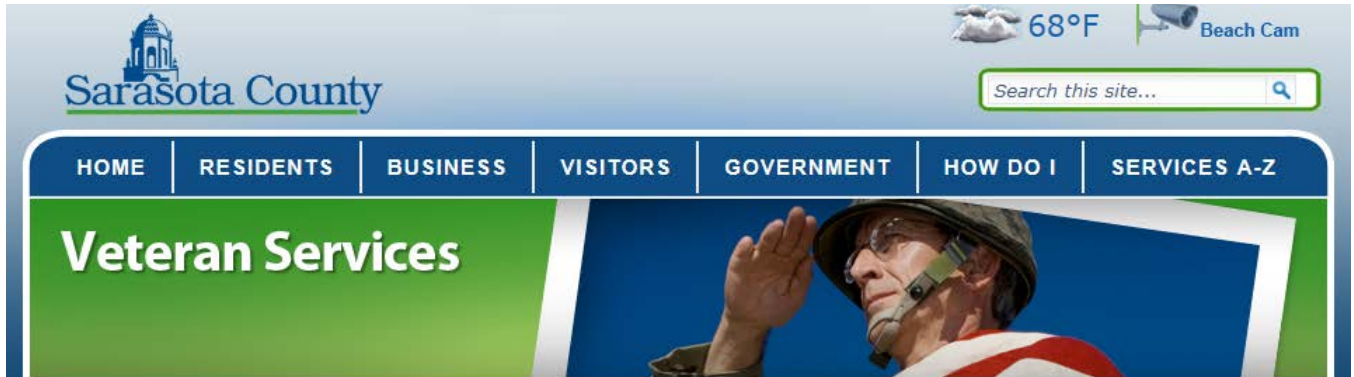 68°F
Beach Cam
Sarasota County
Search this site...
HOME
RESIDENTS
BUSINESS
VISITORS
GOVERNMENT
HOW DO I
SERVICES A-Z
Veteran Services